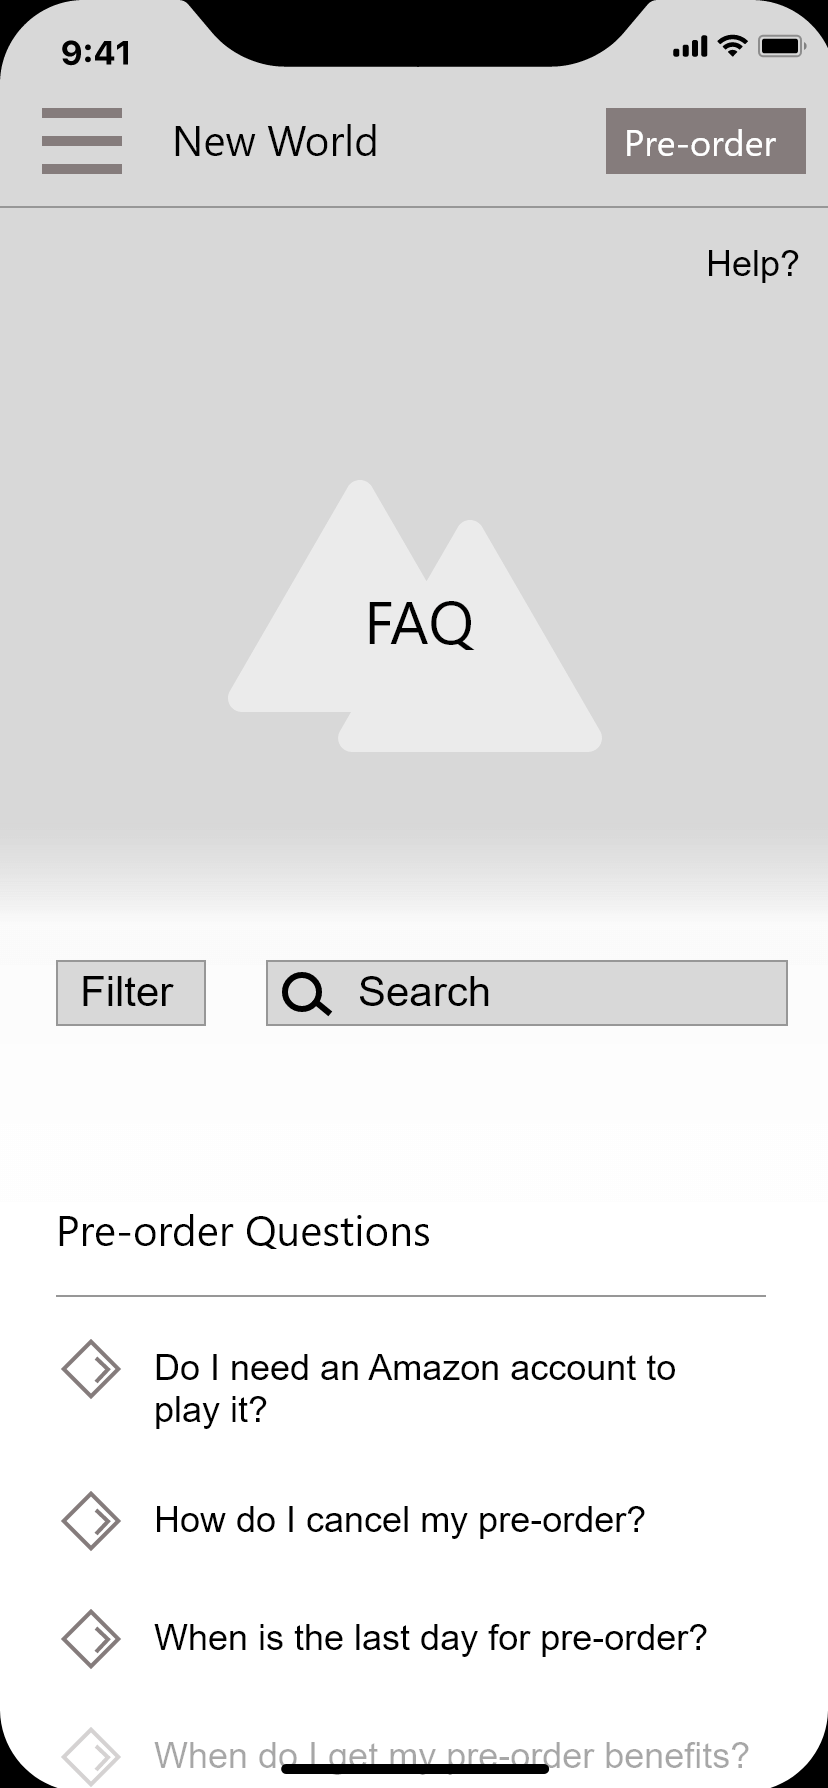 9:41
New World
Pre-order
Help?
FAQ
Filter
Search
Pre-order Questions
Do I need an Amazon account to
play it?
How do I cancel my pre-order?
When is the last day for pre-order?
When do I get my pre-order benefits?